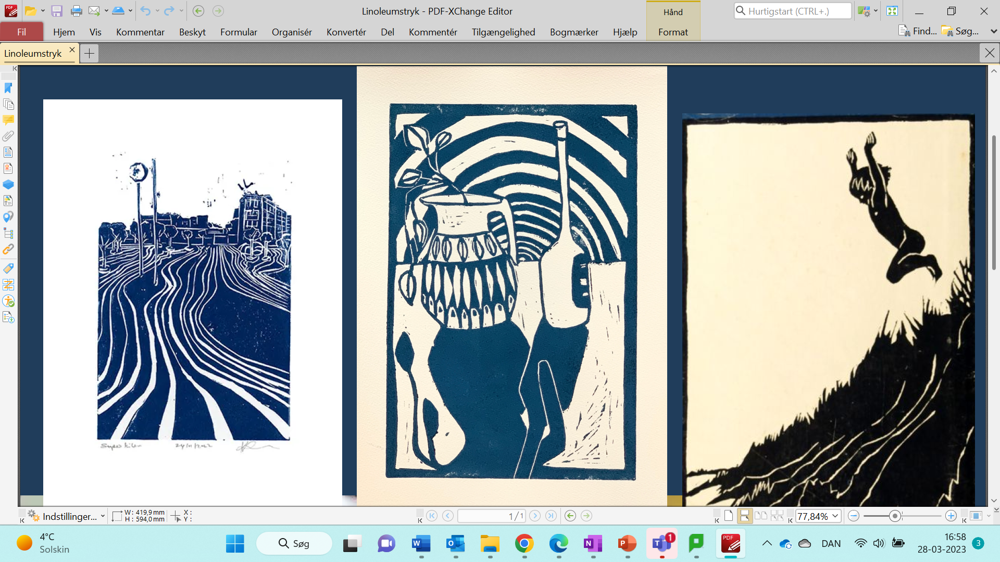 Linoleumstryk - PDF-XChange Editor
Hånd
Hurtigstart (CTRL+.)
Fil Hjem Vis Kommentar Beskyt Formular Organisér Konvertér Del Kommentér Tilgængelighed Bogmærker Hjælp Format Find... Søg...
Linoleumstryk
Indstillinger...
W: 419,9 mm
H: 594,0 mm
X:
Y:
1/1
77,84%
4°C
Solskin
Søg
1
DAN
16:58
28-03-2023
3